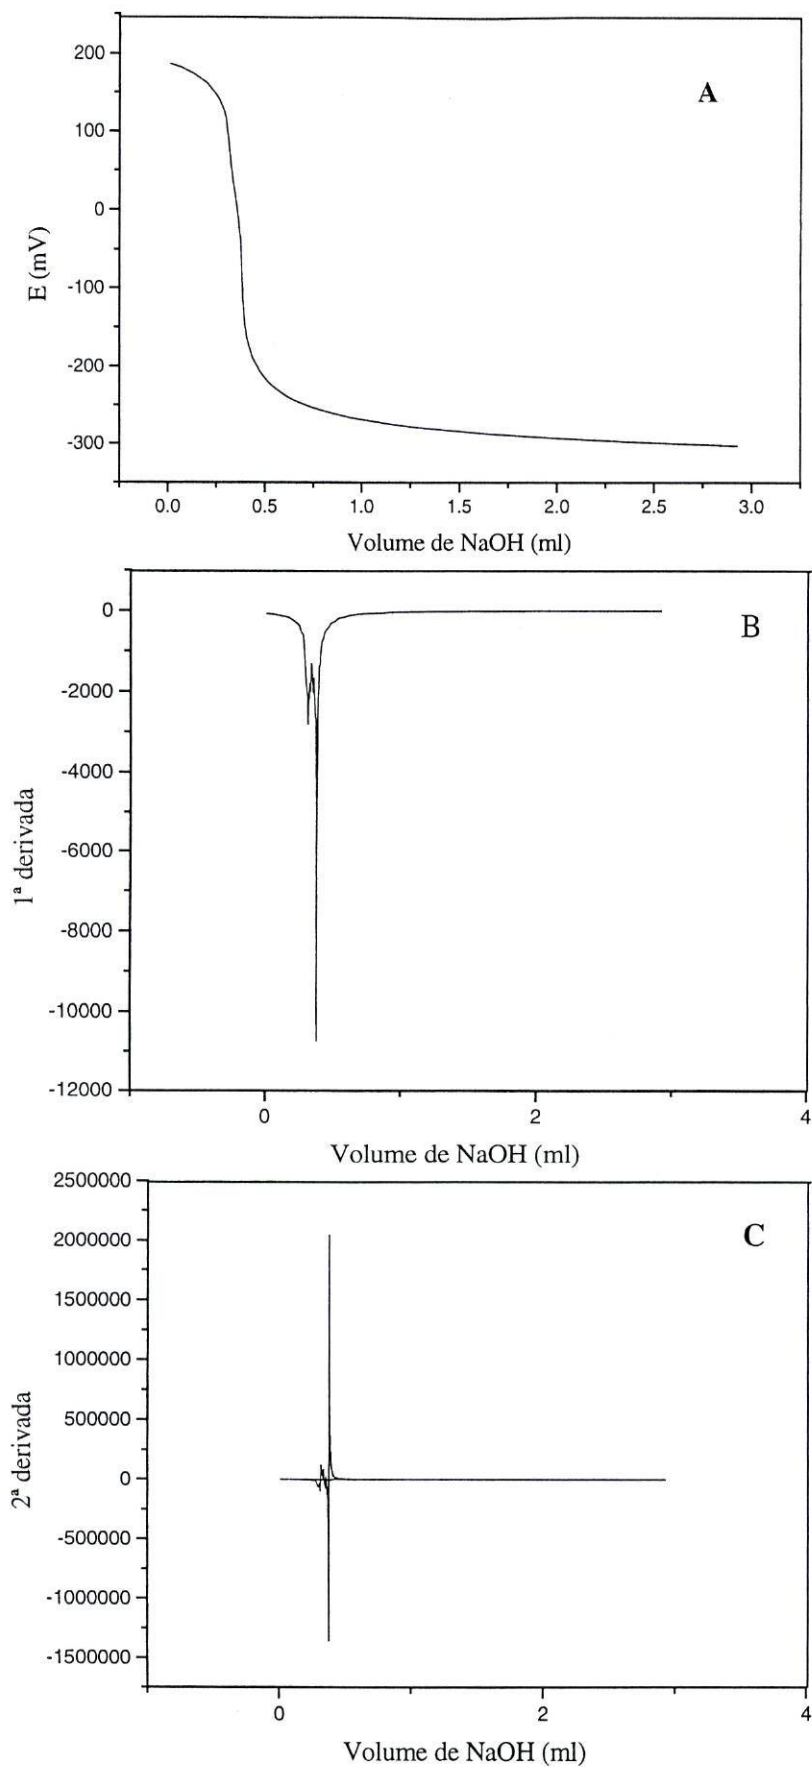 200
100
0
-100
-200
-300
E (mV)
A
0.0 0.5 1.0 1.5 2.0 2.5 3.0
Volume de NaOH (ml)
0
-2000
-4000
-6000
-8000
-10000
-12000
1ª derivada
B
0 2 4
Volume de NaOH (ml)
2500000
2000000
1500000
1000000
500000
0
-500000
-1000000
-1500000
2ª derivada
C
0 2 4
Volume de NaOH (ml)